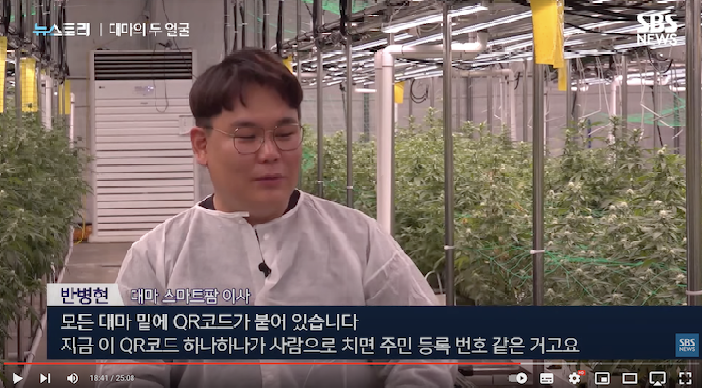 뉴스토리 대마의 두 얼굴
SBS NEWS
반병현 대마 스마트팜 이사
모든 대마 밑에 QR코드가 붙어 있습니다
지금 이 QR코드 하나하나가 사람으로 치면 주민 등록 번호 같은 거고요
SBS NEWS
18:41 / 25:08